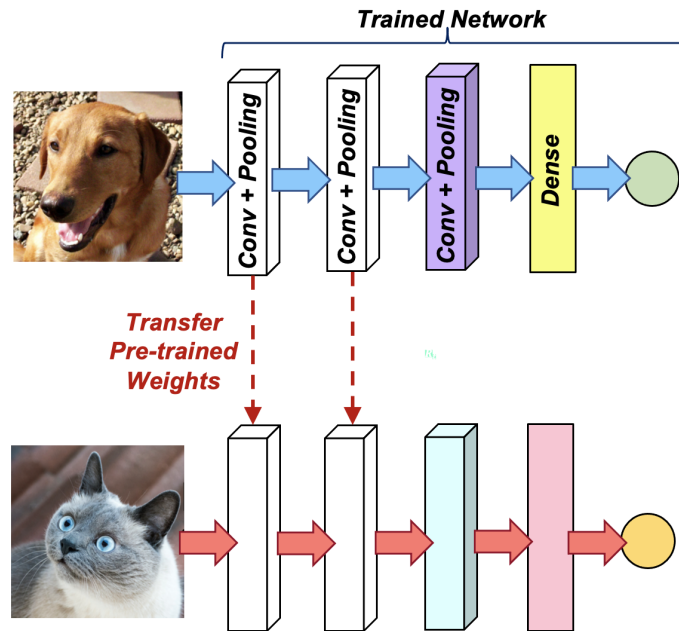 Trained Network
Conv + Pooling
Conv + Pooling
Conv + Pooling
Dense
Transfer
Pre-trained
Weights